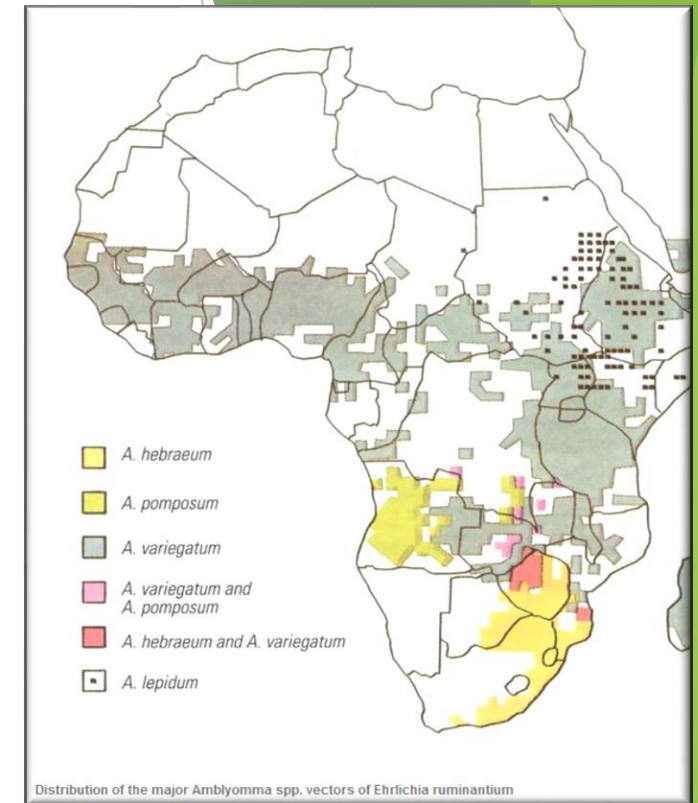 A. hebraeum
A. pomposum
A. variegatum
A. variegatum and
A. pomposum
A. hebraeum and A. variegatum
A. lepidum
Distribution of the major Amblyomma spp. vectors of Ehrlichia ruminantium